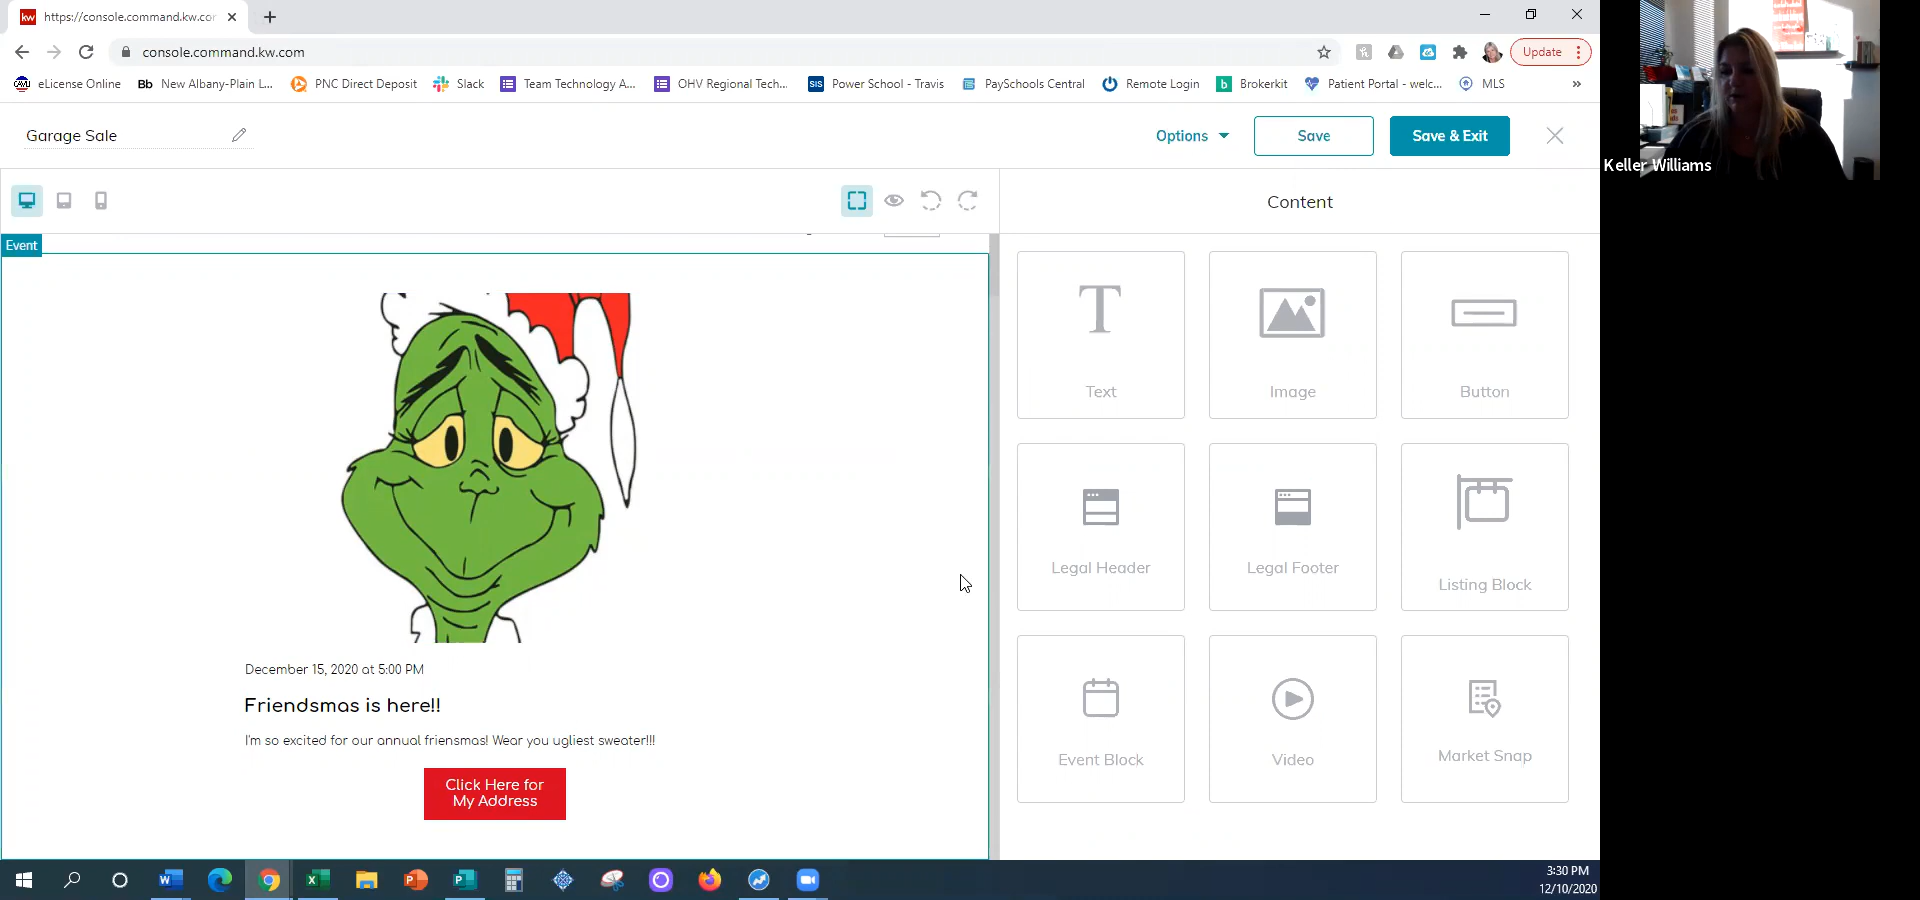 kw https://console.command.kw.cor
console.command.kw.com
Update
eLicense Online
Bb New Albany-Plain L...
PNC Direct Deposit
Slack
Team Technology A...
OHV Regional Tech...
SIS Power School - Travis
PaySchools Central
Remote Login
b Brokerkit
Patient Portal - welc...
MLS
»
Garage Sale
Options
Save
Save & Exit
Keller Williams
Content
Event
Text
Image
Button
Legal Header
Legal Footer
Listing Block
Event Block
Video
Market Snap
December 15, 2020 at 5:00 PM
Friendsmas is here!!
I'm so excited for our annual friensmas! Wear you ugliest sweater!!!
Click Here for
My Address
3:30 PM
12/10/2020